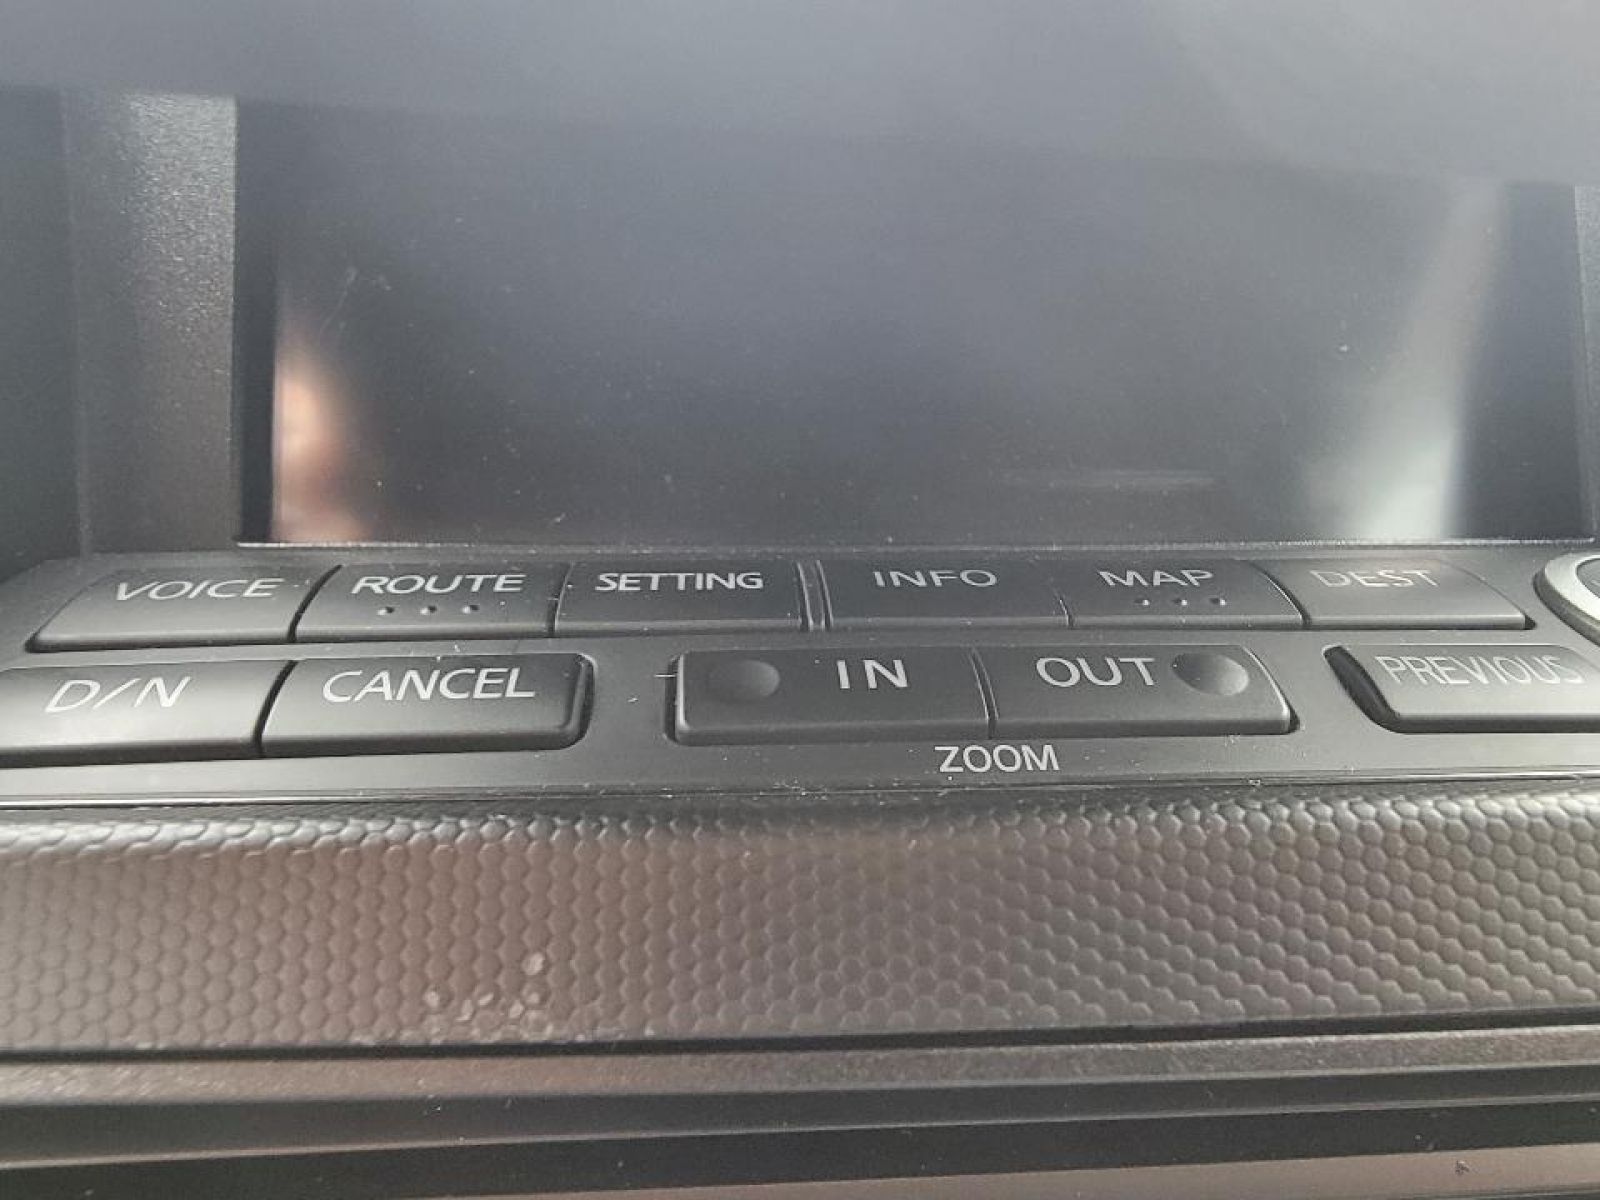 VOICE ROUTE SETTING INFO MAP DEST
D/N CANCEL IN OUT PREVIOUS
ZOOM